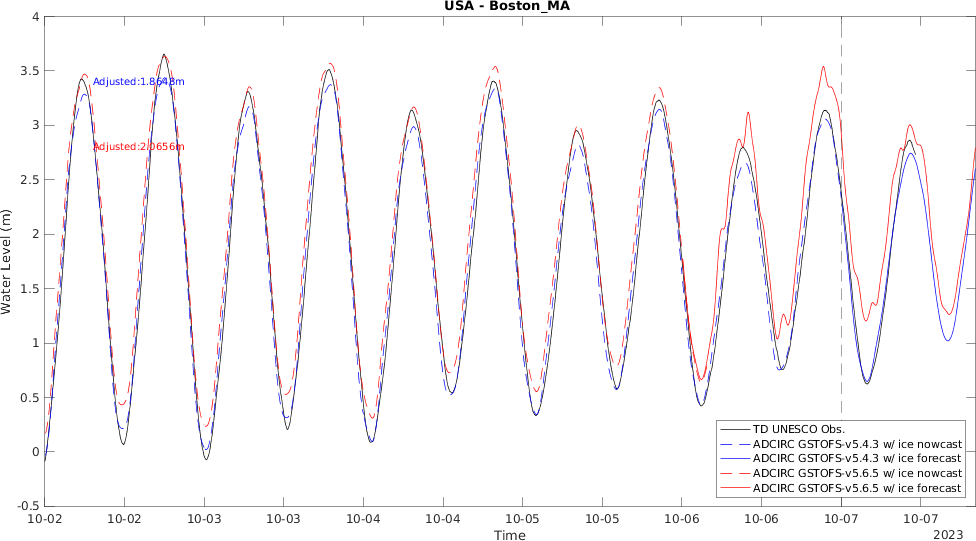 USA - Boston_MA
4
3.5
3
2.5
2
1.5
1
0.5
0
-0.5
Water Level (m)
Adjusted:1.8643m
Adjusted:2.0656m
TD UNESCO Obs.
ADCIRC GSTOFS-v5.4.3 w/ ice nowcast
ADCIRC GSTOFS-v5.4.3 w/ ice forecast
ADCIRC GSTOFS-v5.6.5 w/ ice nowcast
ADCIRC GSTOFS-v5.6.5 w/ ice forecast
10-02 10-02 10-03 10-03 10-04 10-04 10-05 10-05 10-06 10-06 10-07 10-07
Time
2023